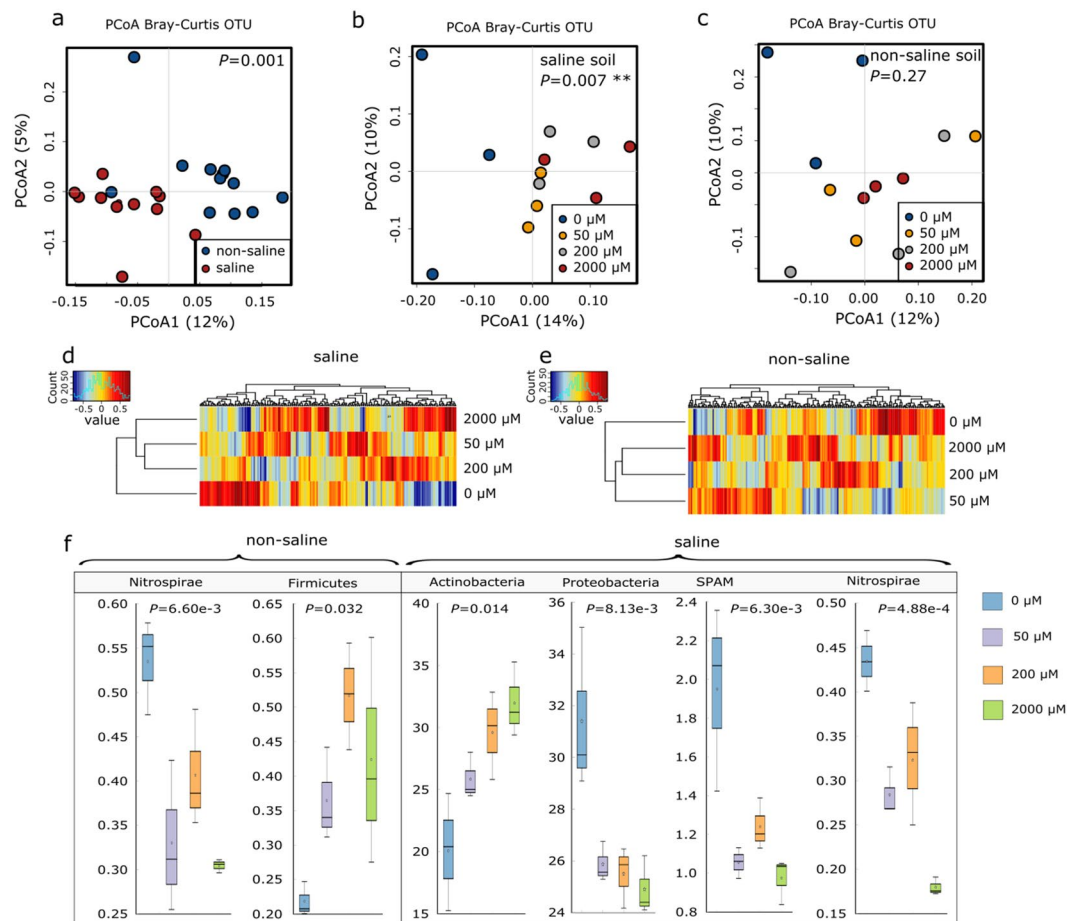 a
PCoA Bray-Curtis OTU
P=0.001
PCoA2 (5%)
0.2
0.1
0.0
-0.1
non-saline
saline
-0.15
-0.05
0.05
0.15
PCoA1 (12%)
b
PCoA Bray-Curtis OTU
saline soil
P=0.007 **
PCoA2 (10%)
0.2
0.1
0.0
-0.1
0 µM
50 µM
200 µM
2000 µM
-0.20
-0.10
0.00
0.10
PCoA1 (14%)
c
PCoA Bray-Curtis OTU
non-saline soil
P=0.27
PCoA2 (10%)
0.2
0.1
0.0
-0.1
0 µM
50 µM
200 µM
2000 µM
-0.10
0.00
0.10
0.20
PCoA1 (12%)
d
saline
Count
0 20 50
-0.5
0.5
value
2000 µM
50 µM
200 µM
0 µM
e
non-saline
Count
0 20 50
-0.5
0.5
value
0 µM
2000 µM
200 µM
50 µM
f
non-saline
saline
Nitrospirae
P=6.60e-3
0.60
0.55
0.50
0.45
0.40
0.35
0.30
0.25
Firmicutes
P=0.032
0.65
0.60
0.55
0.50
0.45
0.40
0.35
0.30
0.25
0.20
Actinobacteria
P=0.014
40
35
30
25
20
15
Proteobacteria
P=8.13e-3
36
34
32
30
28
26
24
SPAM
P=6.30e-3
2.4
2.2
2.0
1.8
1.6
1.4
1.2
1.0
0.8
Nitrospirae
P=4.88e-4
0.50
0.45
0.40
0.35
0.30
0.25
0.20
0.15
0 µM
50 µM
200 µM
2000 µM